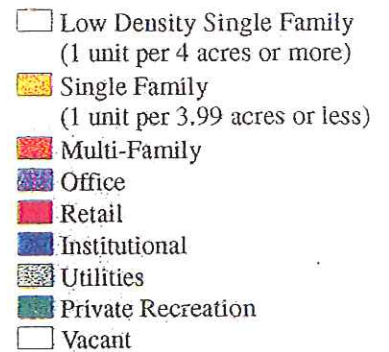 Low Density Single Family
(1 unit per 4 acres or more)
Single Family
(1 unit per 3.99 acres or less)
Multi-Family
Office
Retail
Institutional
Utilities
Private Recreation
Vacant